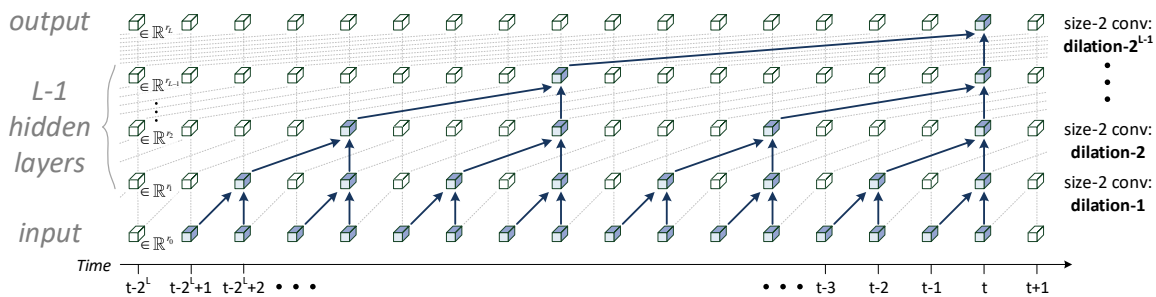 output
∈ℝ^{r_L}
size-2 conv:
dilation-2^{L-1}
L-1
hidden
layers
∈ℝ^{r_{L-1}}
∈ℝ^{r_2}
size-2 conv:
dilation-2
∈ℝ^{r_1}
size-2 conv:
dilation-1
input
∈ℝ^{r_0}
Time
t-2^L t-2^L+1 t-2^L+2 • • • • • • t-3 t-2 t-1 t t+1